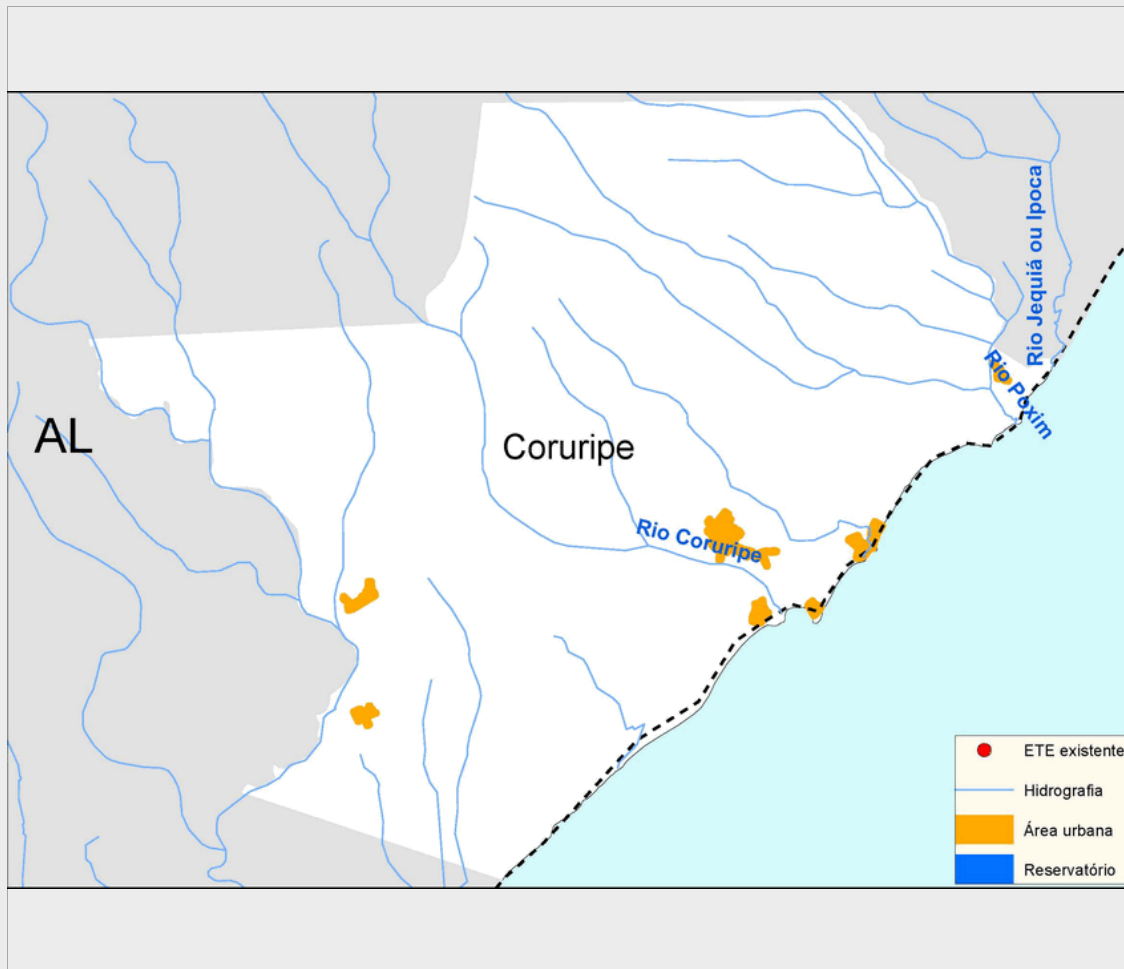 Rio Jequiá ou Ipoca
Rio Poxim
AL
Coruripe
Rio Coruripe
ETE existente
Hidrografia
Área urbana
Reservatório